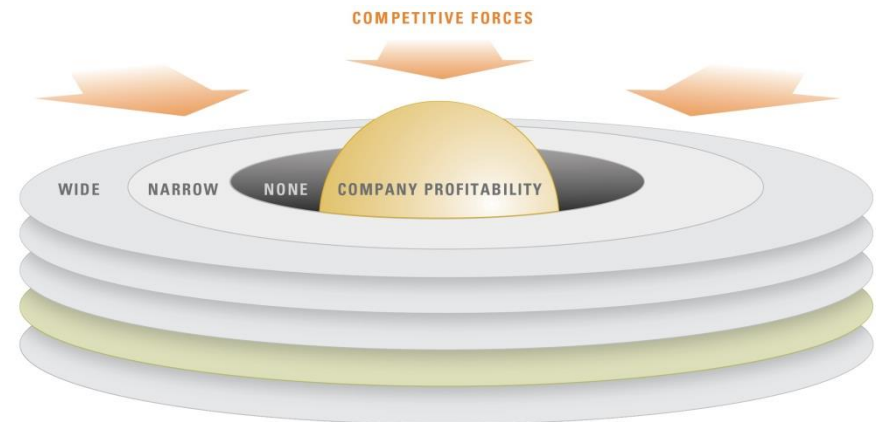 COMPETITIVE FORCES
WIDE NARROW NONE COMPANY PROFITABILITY